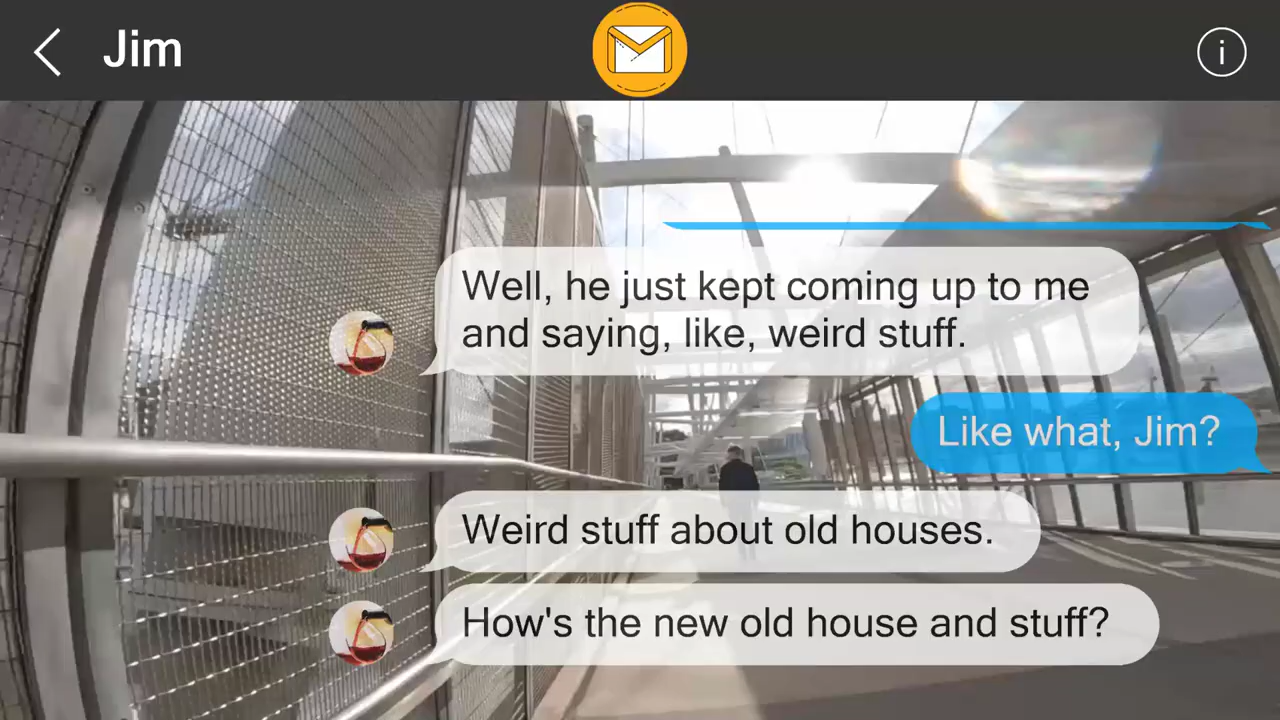 Jim
i
Well, he just kept coming up to me
and saying, like, weird stuff.
Like what, Jim?
Weird stuff about old houses.
How's the new old house and stuff?